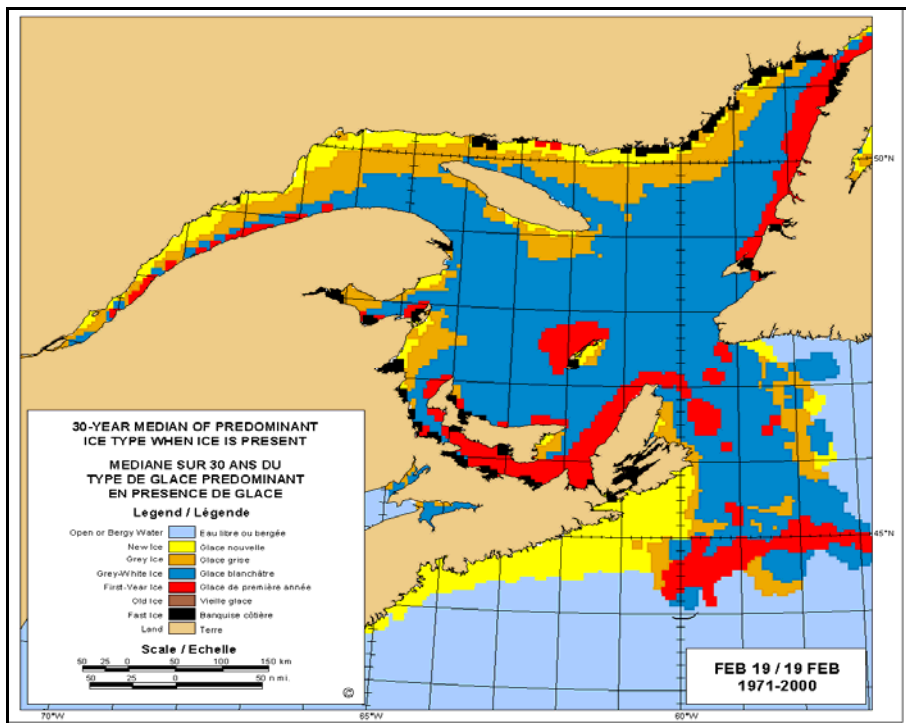 50°N
30-YEAR MEDIAN OF PREDOMINANT
ICE TYPE WHEN ICE IS PRESENT
MEDIANE SUR 30 ANS DU
TYPE DE GLACE PREDOMINANT
EN PRESENCE DE GLACE
Legend / Légende
Open or Bergy Water Eau libre ou bergée
New Ice Glace nouvelle
Grey Ice Glace grise
Grey-White Ice Glace blanchâtre
First-Year Ice Glace de première année
Old Ice Vieille glace
Fast Ice Banquise côtière
Land Terre
45°N
Scale / Echelle
50 25 0 50 100 150 km
50 25 0 50 n mi.
©
FEB 19 / 19 FEB
1971-2000
70°W 65°W 60°W